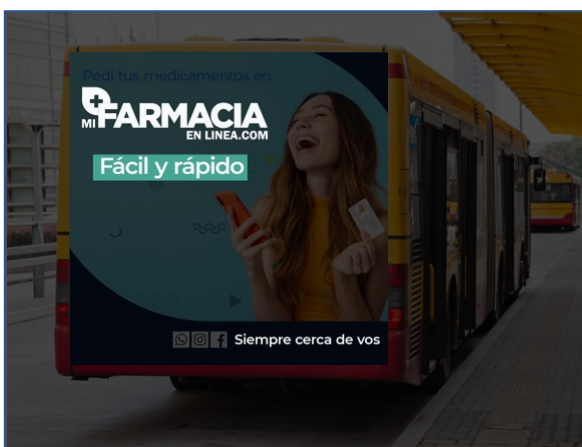 Pedí tus medicamentos en
MI FARMACIA
EN LINEA.COM
Fácil y rápido
Siempre cerca de vos